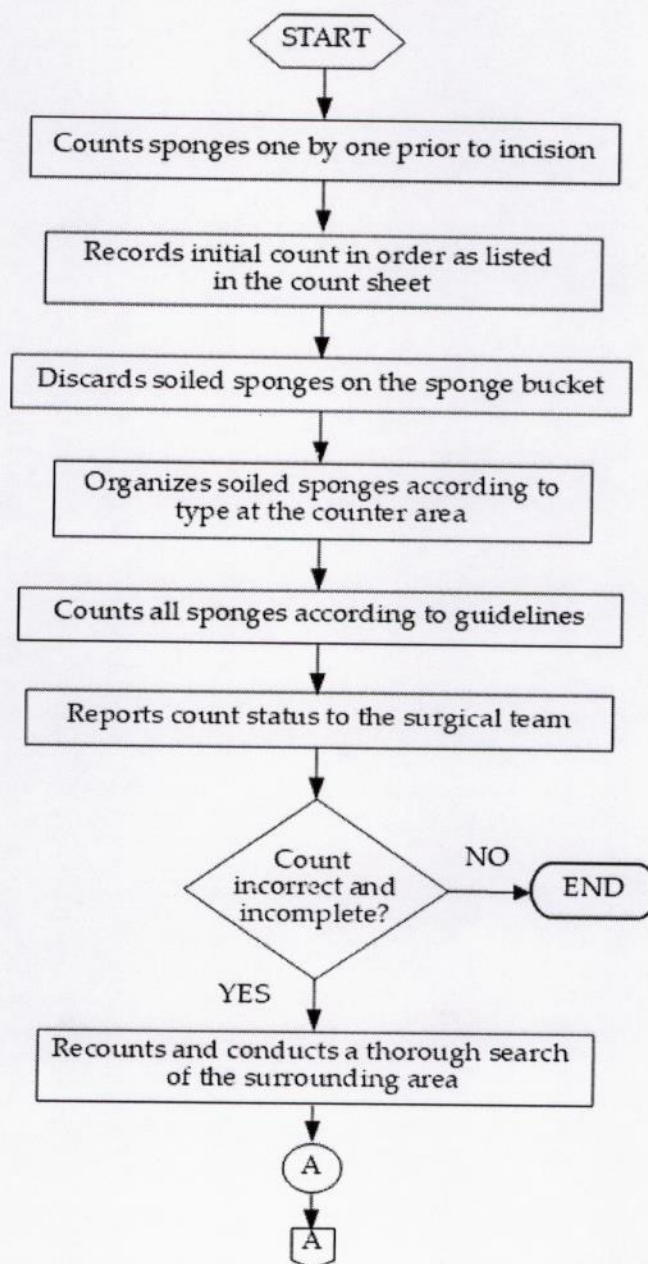 START
Counts sponges one by one prior to incision
Records initial count in order as listed
in the count sheet
Discards soiled sponges on the sponge bucket
Organizes soiled sponges according to
type at the counter area
Counts all sponges according to guidelines
Reports count status to the surgical team
Count
incorrect and
incomplete?
NO
END
YES
Recounts and conducts a thorough search
of the surrounding area
A
A